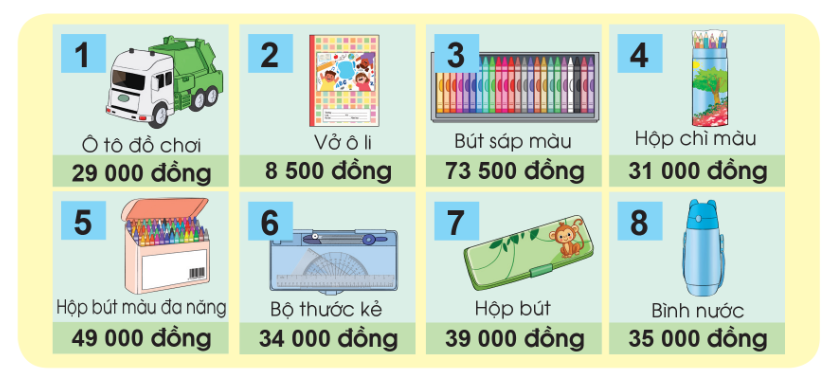 1
Ô tô đồ chơi
29 000 đồng
2
Vở ô li
8 500 đồng
3
Bút sáp màu
73 500 đồng
4
Hộp chì màu
31 000 đồng
5
Hộp bút màu đa năng
49 000 đồng
6
Bộ thước kẻ
34 000 đồng
7
Hộp bút
39 000 đồng
8
Bình nước
35 000 đồng